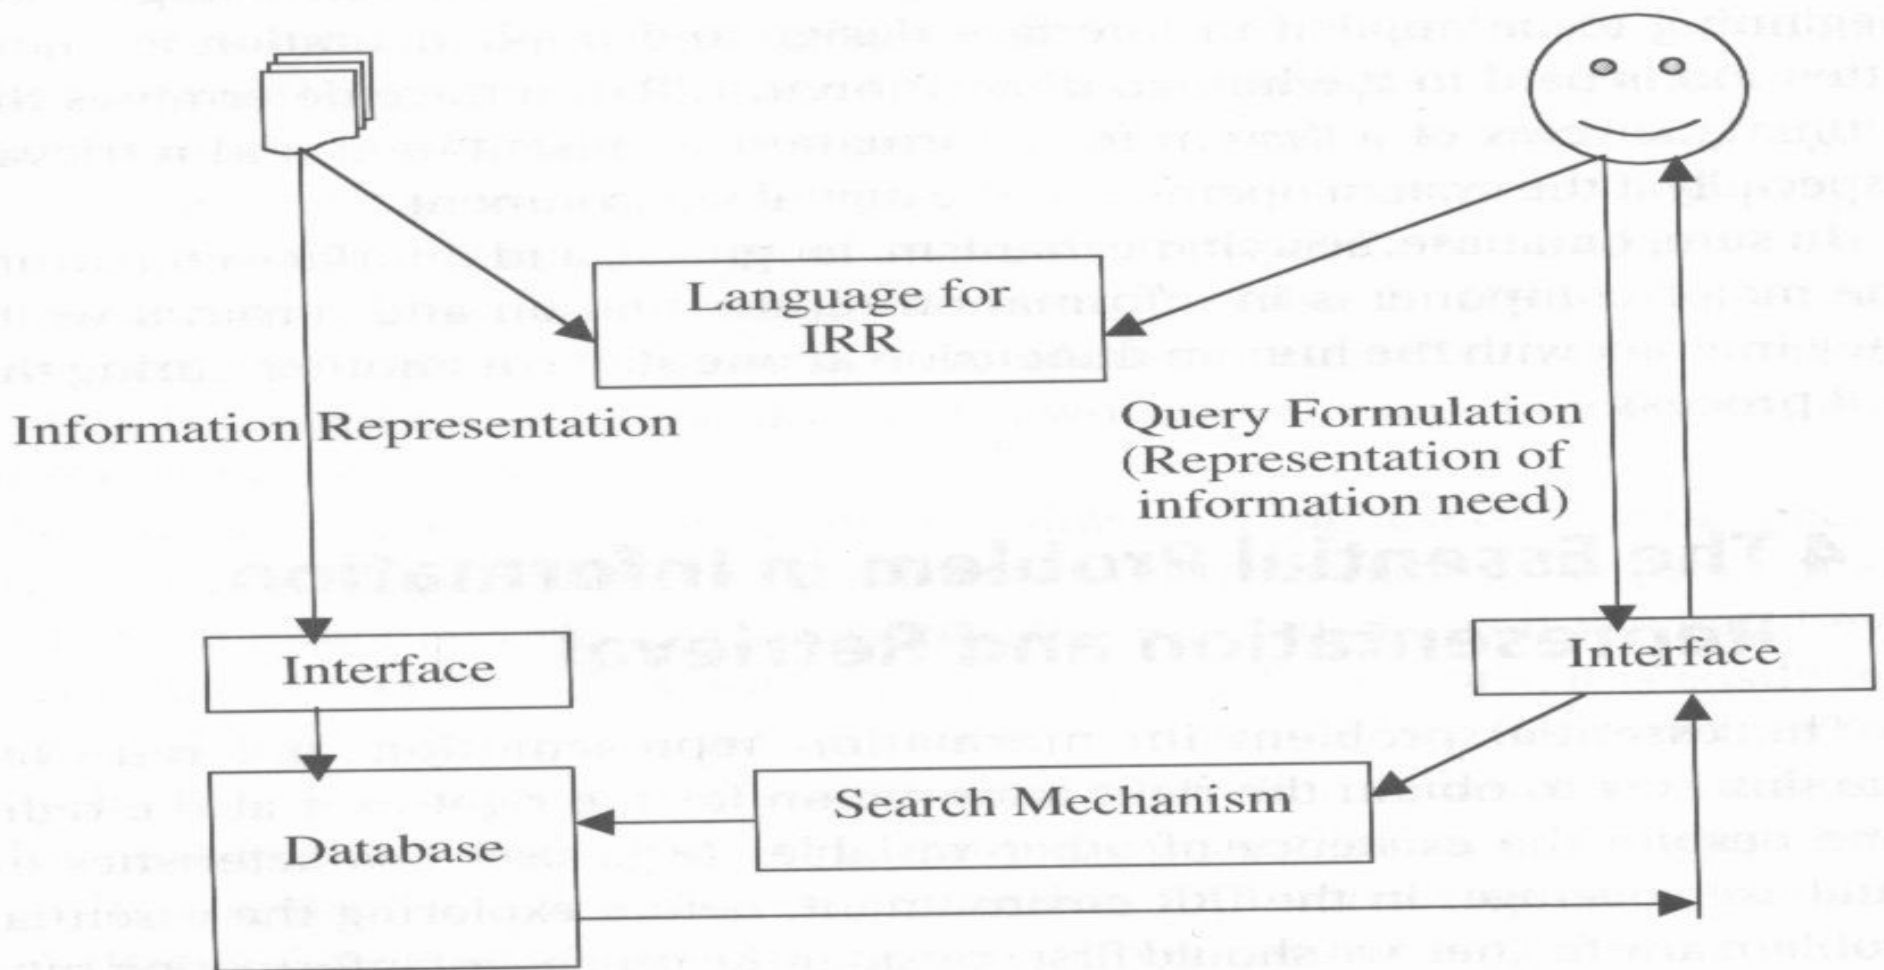 Language for
IRR
Information Representation
Query Formulation
(Representation of
information need)
Interface
Interface
Search Mechanism
Database